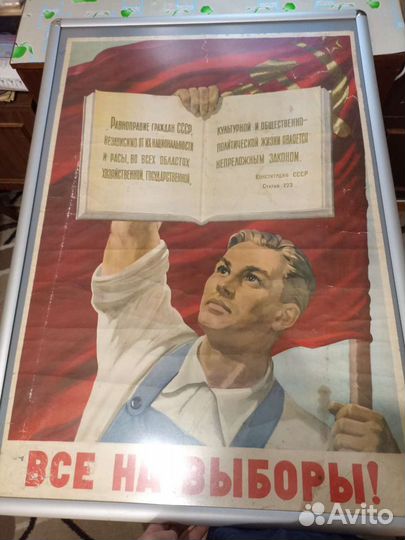 „Равноправие граждан СССР,
независимо от их национальности
и расы, во всех областях
хозяйственной, государственной,
культурной и общественно-
политической жизни является
непреложным законом.
Конституция СССР
Статья 123
ВСЕ НА ВЫБОРЫ!
Avito